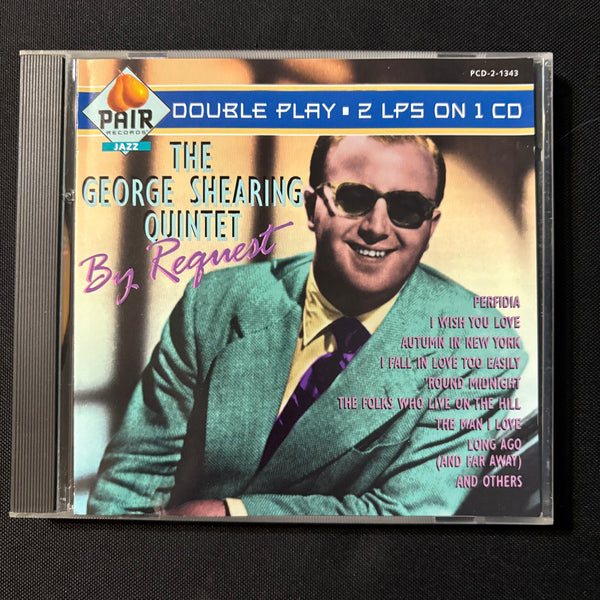 PCD-2-1343
PAIR
RECORDS
JAZZ
DOUBLE PLAY ▪ 2 LPS ON 1 CD
THE
GEORGE SHEARING
QUINTET
By Request
PERFIDIA
I WISH YOU LOVE
AUTUMN IN NEW YORK
I FALL IN LOVE TOO EASILY
'ROUND MIDNIGHT
THE FOLKS WHO LIVE ON THE HILL
THE MAN I LOVE
LONG AGO
(AND FAR AWAY)
AND OTHERS